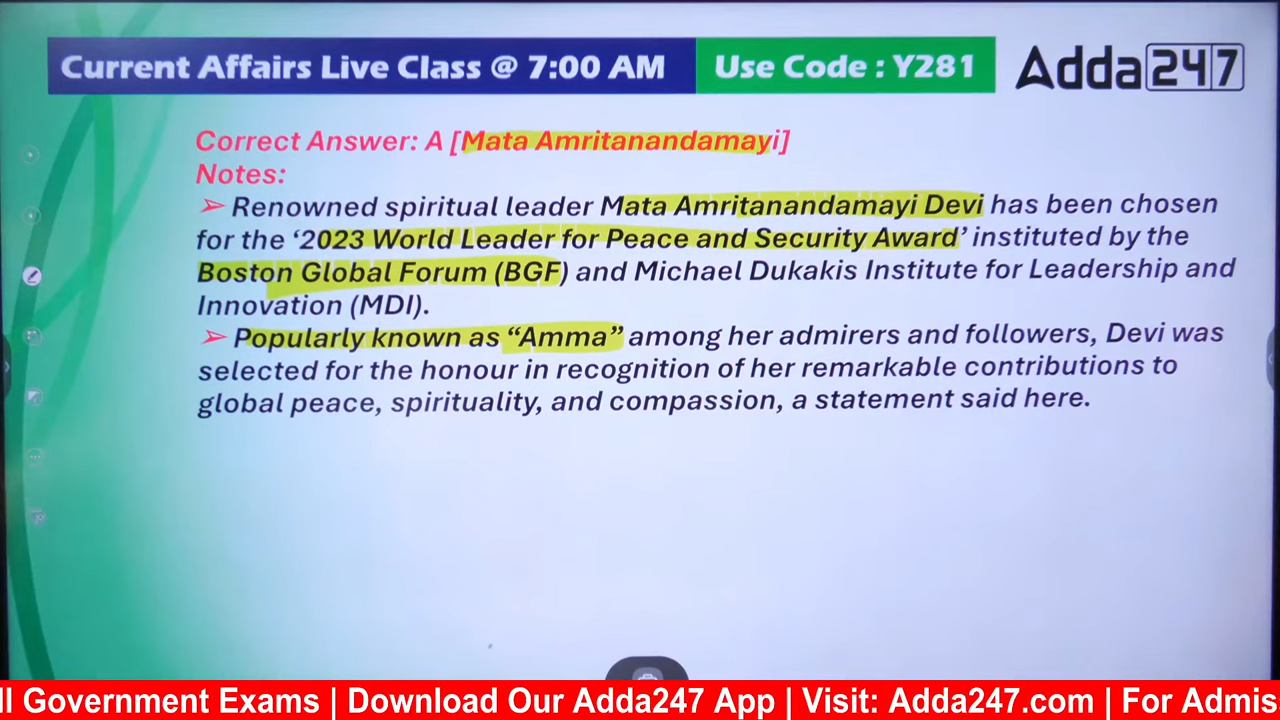 Current Affairs Live Class @ 7:00 AM Use Code : Y281 Adda247
Correct Answer: A [Mata Amritanandamayi]
Notes:
➢ Renowned spiritual leader Mata Amritanandamayi Devi has been chosen
for the ‘2023 World Leader for Peace and Security Award’ instituted by the
Boston Global Forum (BGF) and Michael Dukakis Institute for Leadership and
Innovation (MDI).
➢ Popularly known as “Amma” among her admirers and followers, Devi was
selected for the honour in recognition of her remarkable contributions to
global peace, spirituality, and compassion, a statement said here.
ll Government Exams | Download Our Adda247 App | Visit: Adda247.com | For Admis